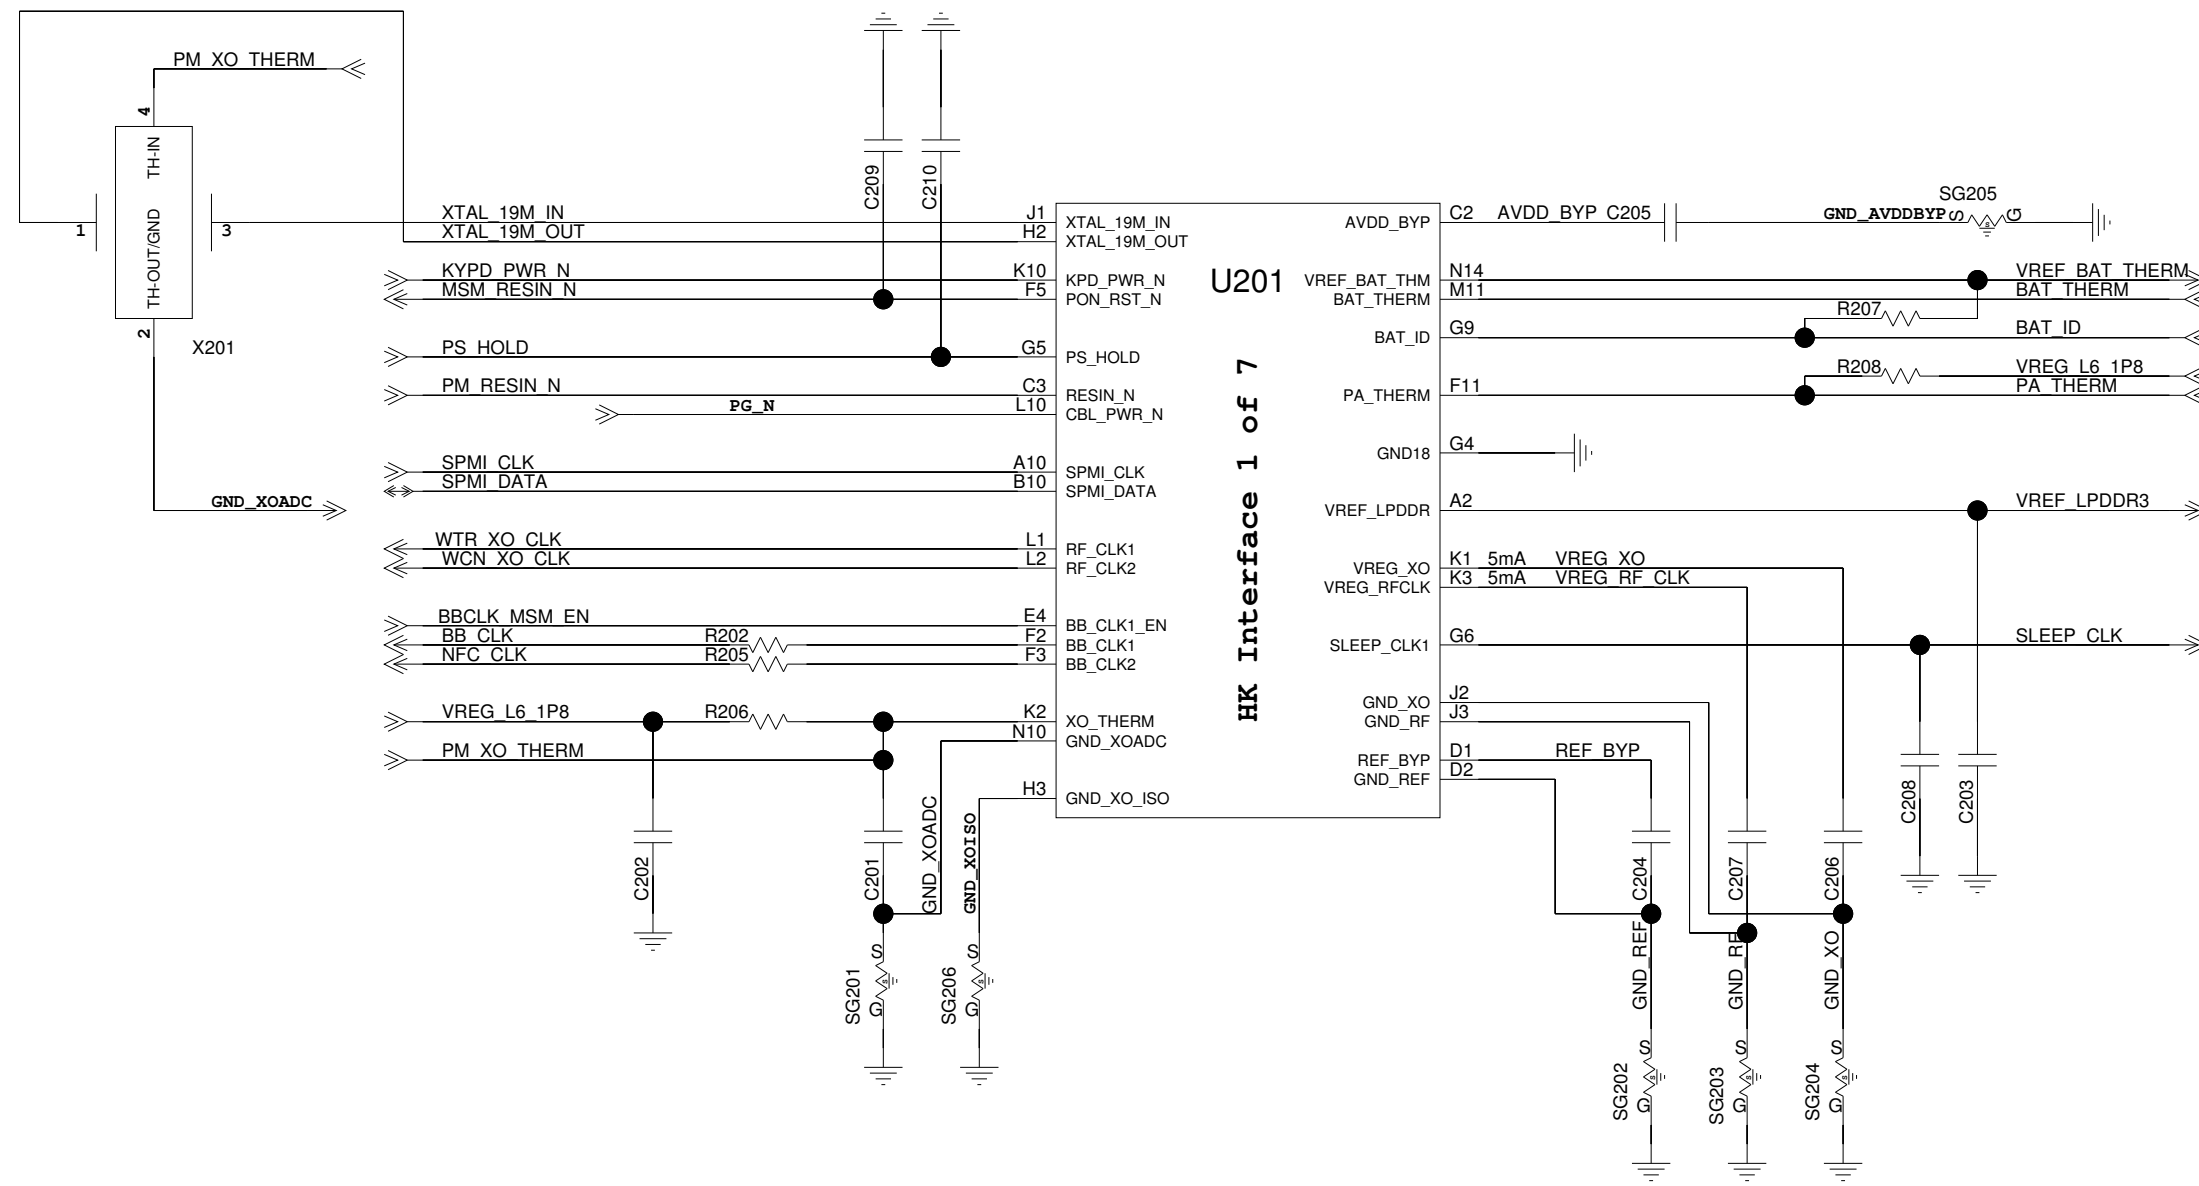 PM_XO_THERM
4
TH-IN
TH-OUT/GND
1
3
2
X201
GND_XOADC
C209
C210
XTAL_19M_IN J1 XTAL_19M_IN
XTAL_19M_OUT H2 XTAL_19M_OUT
KYPD_PWR_N K10 KPD_PWR_N
MSM_RESIN_N F5 PON_RST_N
PS_HOLD G5 PS_HOLD
PM_RESIN_N C3 RESIN_N
PG_N L10 CBL_PWR_N
SPMI_CLK A10 SPMI_CLK
SPMI_DATA B10 SPMI_DATA
WTR_XO_CLK L1 RF_CLK1
WCN_XO_CLK L2 RF_CLK2
BBCLK_MSM_EN E4 BB_CLK1_EN
BB_CLK R202 F2 BB_CLK1
NFC_CLK R205 F3 BB_CLK2
VREG_L6_1P8 R206 K2 XO_THERM
N10 GND_XOADC
PM_XO_THERM
H3 GND_XO_ISO
C202
C201
GND_XOADC
GND_XOISO
S
SG201
G
S
SG206
G
U201
HK Interface 1 of 7
SG205
AVDD_BYP C2 AVDD_BYP C205 GND_AVDDBYP S s G
VREF_BAT_THM N14 VREF_BAT_THERM
BAT_THERM M11 BAT_THERM
R207
BAT_ID G9 BAT_ID
R208 VREG_L6_1P8
PA_THERM F11 PA_THERM
GND18 G4
VREF_LPDDR A2 VREF_LPDDR3
VREG_XO K1 5mA VREG_XO
VREG_RFCLK K3 5mA VREG_RF_CLK
SLEEP_CLK1 G6 SLEEP_CLK
GND_XO J2
GND_RF J3
REF_BYP D1 REF_BYP
GND_REF D2
C208
C203
C204
C207
C206
GND_REF
GND_RF
GND_XO
S
SG202
G
S
SG203
G
S
SG204
G